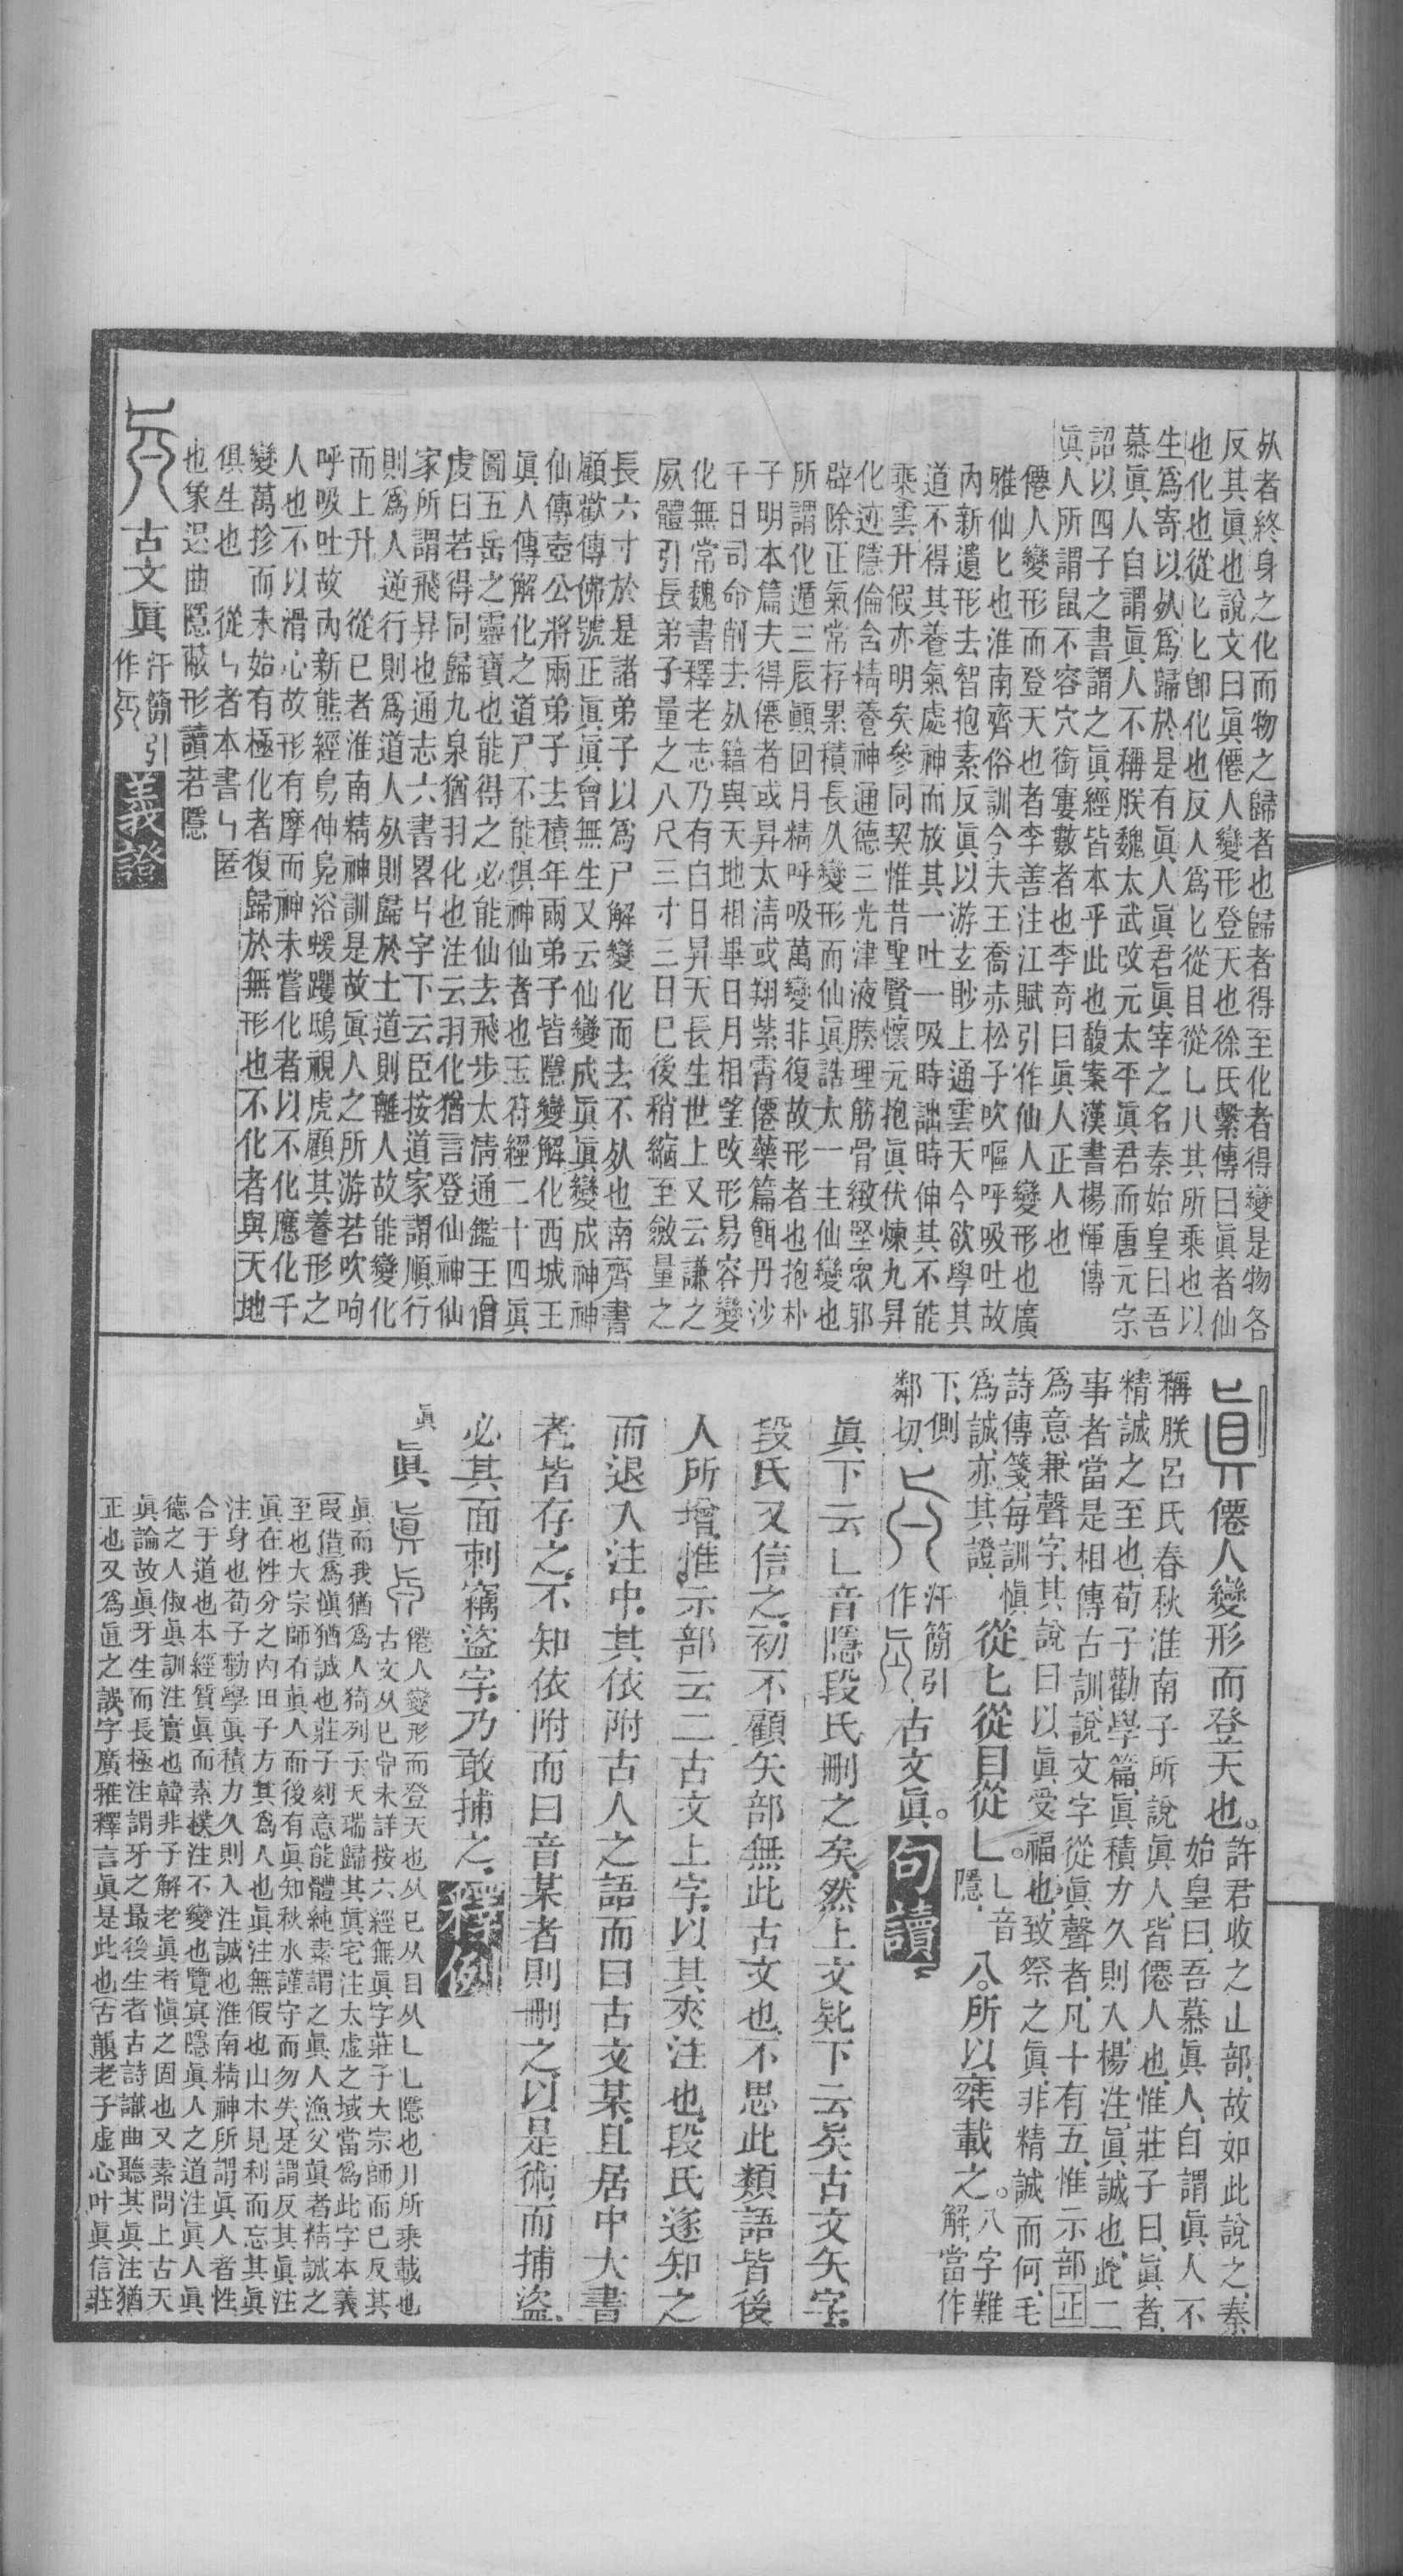 㱙者終身之化而物之歸者也歸者得至化者得變是物各
反其眞也說文曰眞僊人變形登天也徐氏繫傳曰眞者仙
也化也從匕匕卽化也反人爲匕從目從乚八其所乘也以
生爲寄以㱙爲歸於是有眞人眞君眞宰之名秦始皇曰吾
慕眞人自謂眞人不稱朕魏太武改元太平眞君而唐元宗
詔以四子之書謂之眞經皆本乎此也馥案漢書楊惲傳
眞人所謂鼠不容穴銜寠數者也李奇曰眞人正人也
僊人變形而登天也者李善注江賦引作仙人變形也廣
雅仙匕也淮南齊俗訓今夫王喬赤松子吹嘔呼吸吐故
內新遺形去智抱素反眞以游玄眇上通雲天今欲學其
道不得其養氣處神而放其一吐一吸時詘時伸其不能
椉雲升假亦明矣參同契惟昔聖賢懷元抱眞伏煉九昇
化迹隱倫含精養神通德三光津液腠理筋骨緻堅眾邪
辟除正氣常存累積長久變形而仙眞誥太一主仙變也
所謂化遁三辰顚回月精呼吸萬變非復故形者也抱朴
子明本篇夫得僊者或昇太淸或翔紫霄僊藥篇餌丹沙
千日司命削去㱙籍與天地相畢日月相望改形易容變
化無常魏書釋老志乃有白日昇天長生世上又云謙之
屍體引長弟子量之八尺三寸三日已後稍縮至斂量之
長六寸於是諸弟子以爲尸解變化而去不㱙也南齊書
顧歡傳佛號正眞眞會無生又云仙變成眞眞變成神神
仙傳壺公將兩弟子去積年兩弟子皆隱變解化西城王
眞人傳解化之道尸不能俱神仙者也玉符經二十四眞
圖五岳之靈寶也能得之必能仙去飛步太淸通鑑王僧
虔曰若得同歸九泉猶羽化也注云羽化猶言登仙神仙
家所謂飛昇也通志六書畧𠤎字下云臣按道家謂順行
則爲人逆行則爲道人㱙則歸於土道則離人故能變化
而上升　從巳者淮南精神訓是故眞人之所游若吹呴
呼吸吐故內新熊經鳥伸鳧浴蝯躩鴟視虎顧其養形之
人也不以滑心故形有摩而神未嘗化者以不化應化千
變萬抮而未始有極化者復歸於無形也不化者與天地
俱生也　從㇗者本書㇗匿
也象迟曲隱蔽形讀若隱
古文眞汗簡引作
義證
眞僊人變形而登天也。許君收之止部，故如此說之，秦
始皇曰，吾慕眞人，自謂眞人不
稱朕呂氏春秋淮南子所說眞人，皆僊人也，惟莊子曰，眞者，
精誠之至也，荀子勸學篇，眞積力久則入，楊注，眞誠也，此二
事者當是相傳古訓，說文字從眞聲者，凡十有五，惟示部
爲意兼聲字，其說曰以眞受福也，致祭之眞，非精誠而何，毛
詩傳箋，每訓愼
爲誠，亦其證，從匕從目從乚。乚音隱，八。所以椉載之。八字難解，當作
下，側鄰切，汗簡引作古文眞。句讀
眞下云乚音隱段氏刪之矣，然上文𠤕下云矣古文矢字，
段氏又信之，初不顧矢部無此古文也，不思此類語皆後
人所增，惟示部云二古文上字，以其夾注也，段氏遂知之
而退入注中，其依附古人之語而曰古文某，且居中大書
者，皆存之，不知依附而曰音某者則刪之，以是術而捕盜，
必其面刺竊盜字，乃敢捕之，釋例
眞
眞　僊人變形而登天也从匕从目从乚乚隱也八所乘載也
古文从巳未詳按六經無眞字莊子大宗師而已反其
眞而我猶爲人猗列子天瑞歸其眞宅注太虛之域當爲此字本義
叚借爲愼猶誠也莊子刻意能體純素謂之眞人漁父眞者精誠之
至也大宗師有眞人而後有眞知秋水謹守而勿失是謂反其眞注
眞在性分之內田子方其爲人也眞注無假也山木見利而忘其眞
注身也荀子勸學眞積力久則入注誠也淮南精神所謂眞人者性
合于道也本經質眞而素樸注不變也覽冥隱眞人之道注眞人眞
德之人俶眞訓注實也韓非子解老眞者愼之固也又素問上古天
眞論故眞牙生而長極注謂牙之最後生者古詩識曲聽其眞注猶
正也又爲眞之誤字廣雅釋言眞是此也古龏老子虛心叶眞信莊